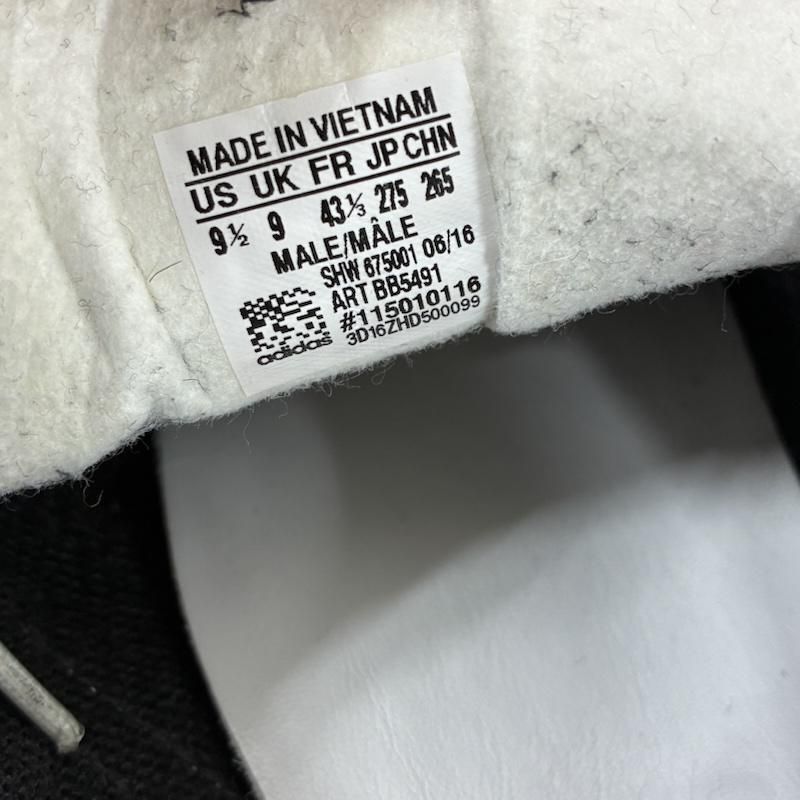 MADE IN VIETNAM
US UK FR JP CHN
9½ 9 43⅓ 275 265
MALE/MÂLE
SHW 675001 06/16
ART BB5491
#115010116
3D16ZHD500099
adidas